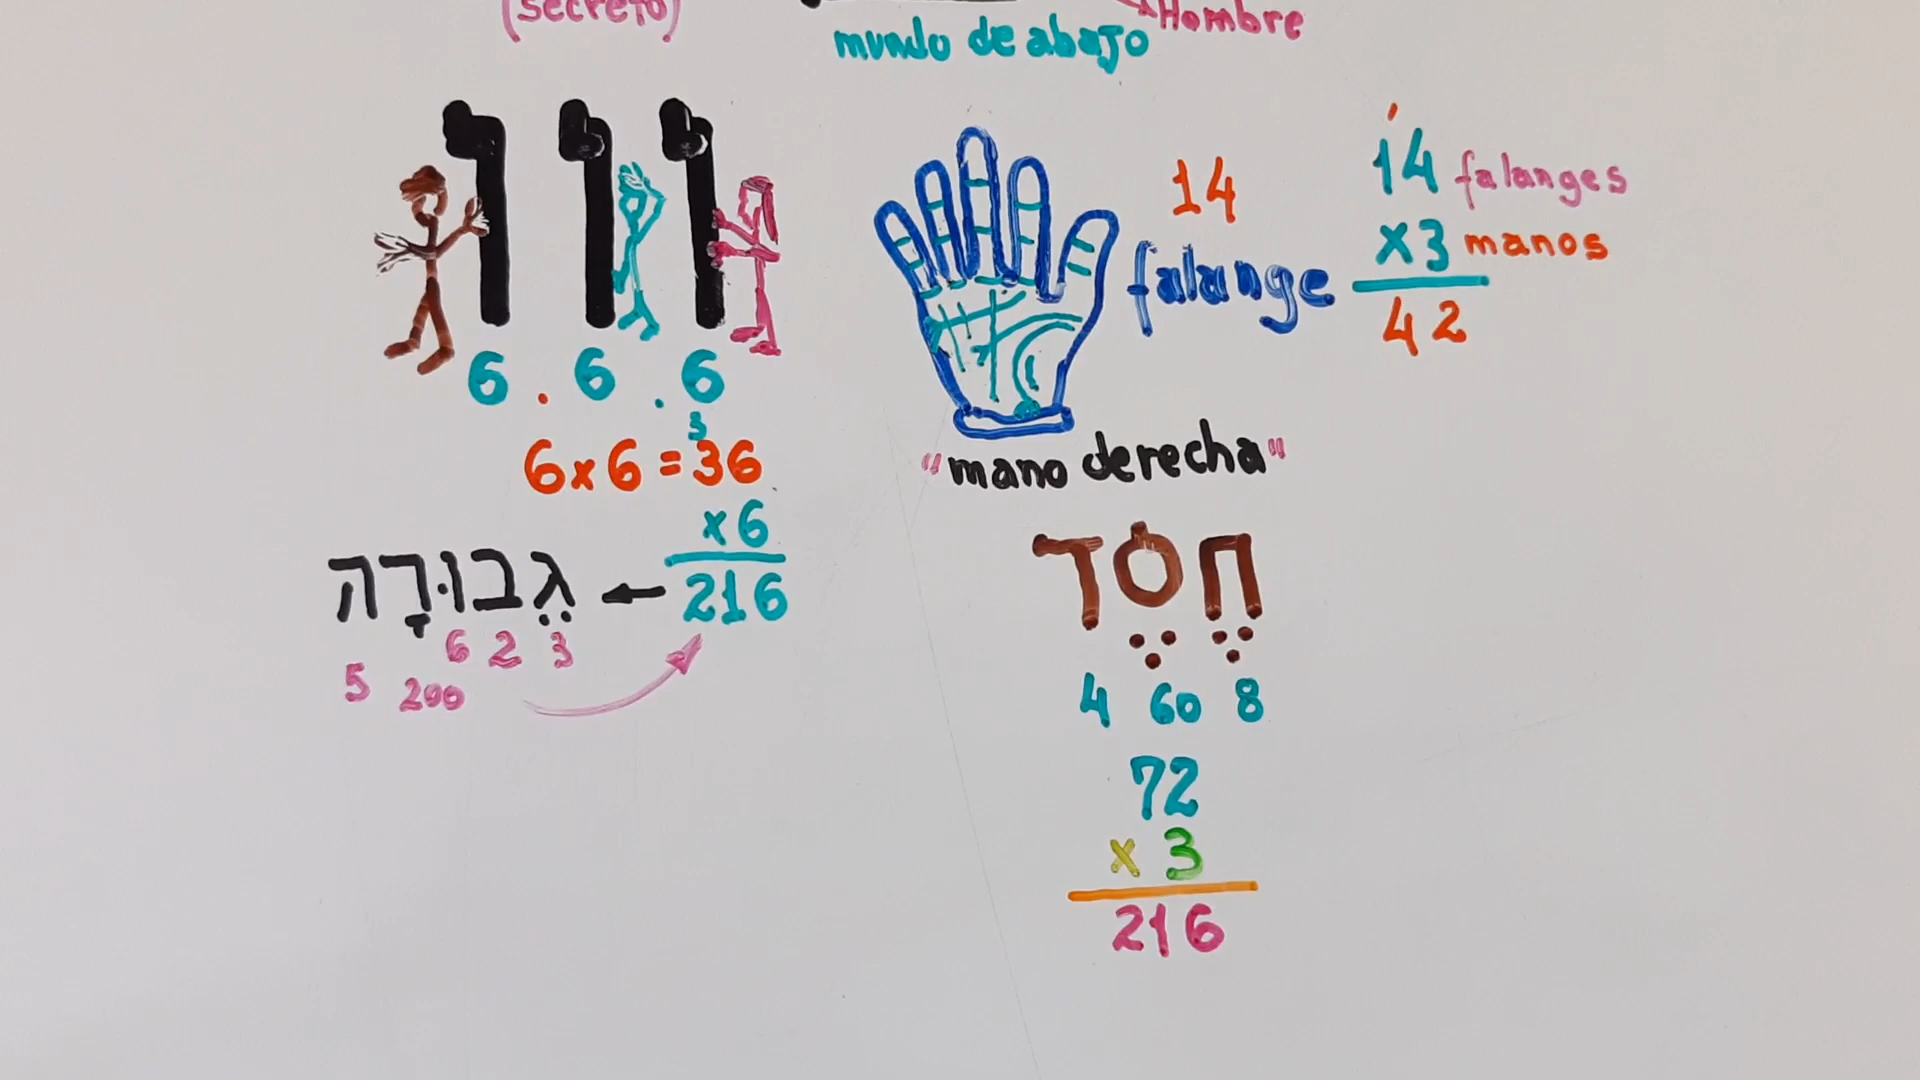 (secreto)
Hombre
mundo de abajo
ו ו ו
6 . 6 . 6
3
6x6=36
x6
216
גֱבוּרָה
6 2 3
5 200
14
falange
14 falanges
x3 manos
42
"mano derecha"
חֶסֶד
4 60 8
72
x 3
216